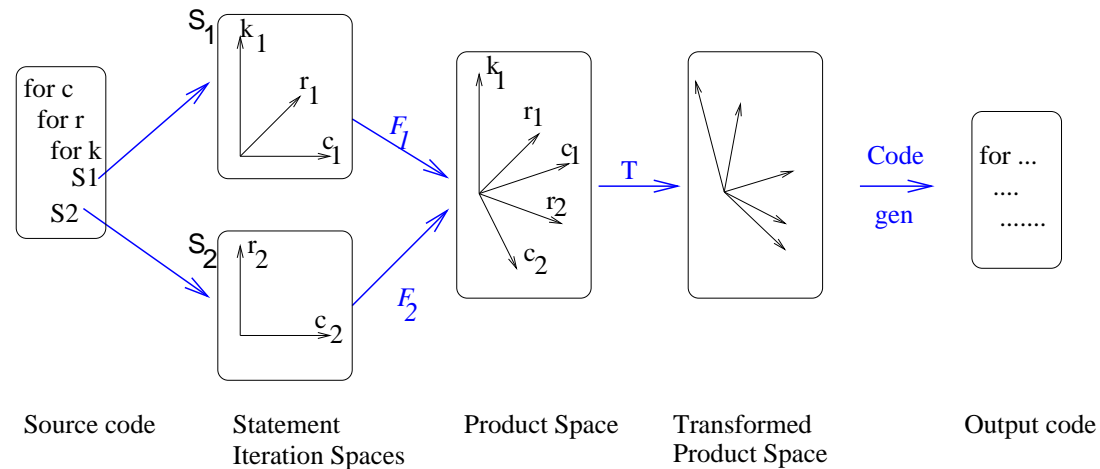 for c
for r
for k
S1
S2
S1
k1
r1
c1
S2
r2
c2
F1
F2
k1
r1
c1
r2
c2
T
Code
gen
for ...
....
.......
Source code
Statement
Iteration Spaces
Product Space
Transformed
Product Space
Output code